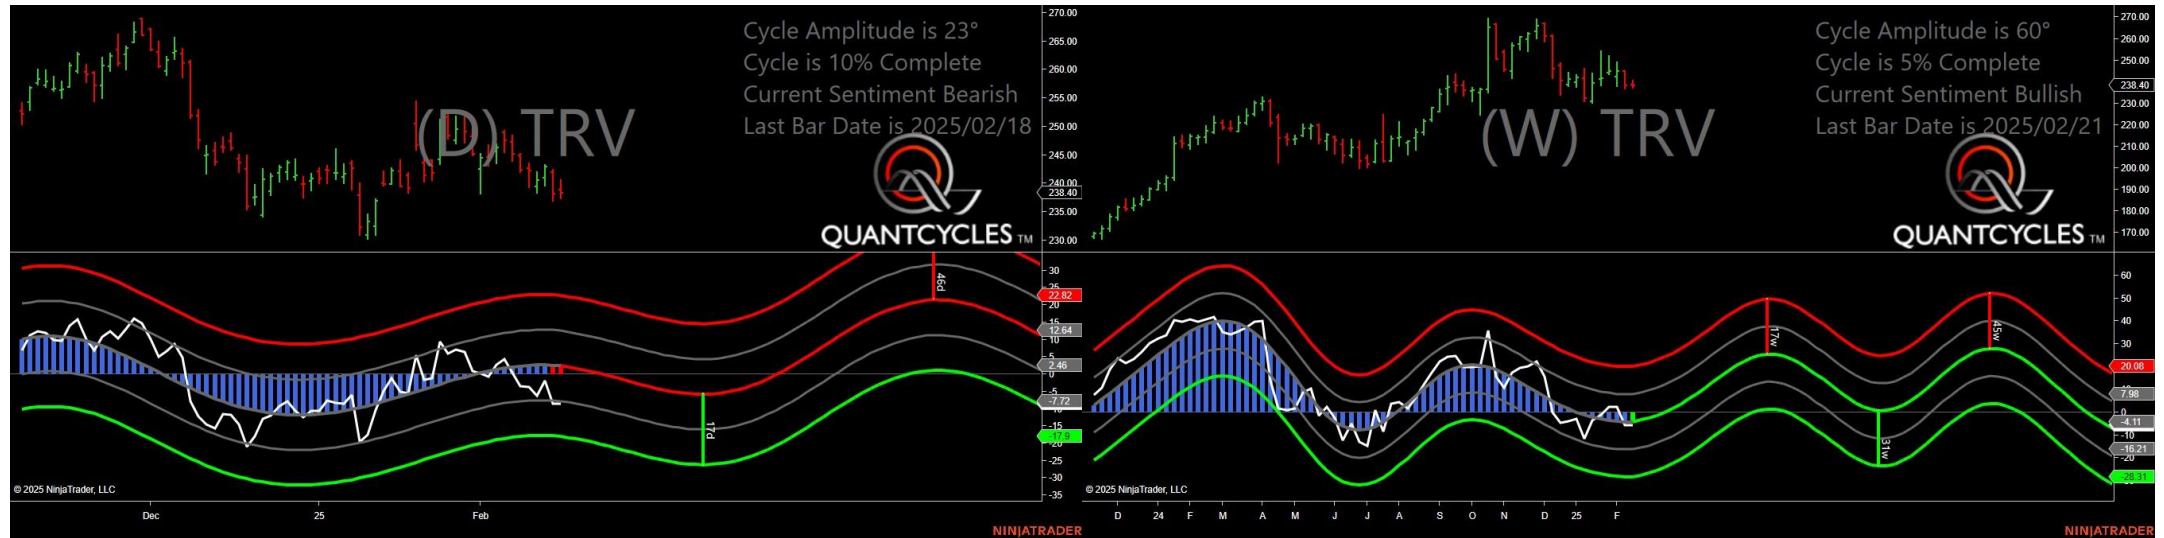 Cycle Amplitude is 23°
Cycle is 10% Complete
Current Sentiment Bearish
Last Bar Date is 2025/02/18
(D) TRV
QUANTCYCLES TM
270.00
265.00
260.00
255.00
250.00
245.00
240.00
238.40
235.00
230.00
46d
17d
30
25
22.82
20
15
12.64
10
5
2.46
0
-5
-7.72
-10
-15
-17.9
-20
-25
-30
-35
© 2025 NinjaTrader, LLC
Dec
25
Feb
NINJATRADER
Cycle Amplitude is 60°
Cycle is 5% Complete
Current Sentiment Bullish
Last Bar Date is 2025/02/21
(W) TRV
QUANTCYCLES TM
270.00
260.00
250.00
238.40
230.00
220.00
210.00
200.00
190.00
180.00
170.00
17w
45w
31w
60
50
40
30
20.08
7.98
0
-4.11
-10
-16.21
-20
-28.31
© 2025 NinjaTrader, LLC
D 24 F M A M J J A S O N D 25 F
NINJATRADER